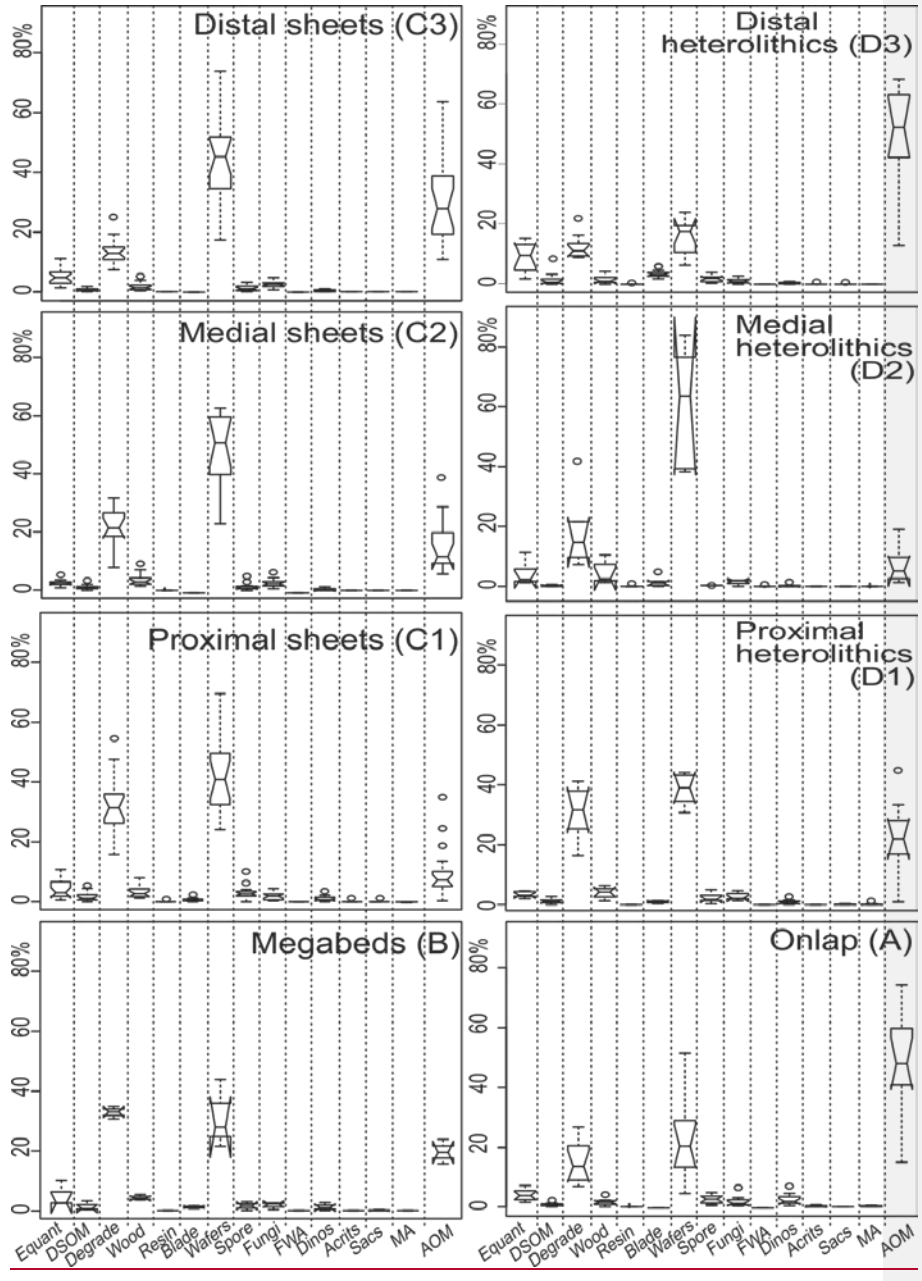 Distal sheets (C3)
80%
60
40
20
0
Distal
heterolithics (D3)
80%
60
40
20
0
Medial sheets (C2)
80%
60
40
20
0
Medial
heterolithics
(D2)
80%
60
40
20
0
Proximal sheets (C1)
80%
60
40
20
0
Proximal
heterolithics
(D1)
80%
60
40
20
0
Megabeds (B)
80%
60
40
20
0
Onlap (A)
80%
60
40
20
0
Equant DSOM Degrade Wood Resin Blade Wafers Spore Fungi FWA Dinos Acrits Sacs MA AOM
Equant DSOM Degrade Wood Resin Blade Wafers Spore Fungi FWA Dinos Acrits Sacs MA AOM